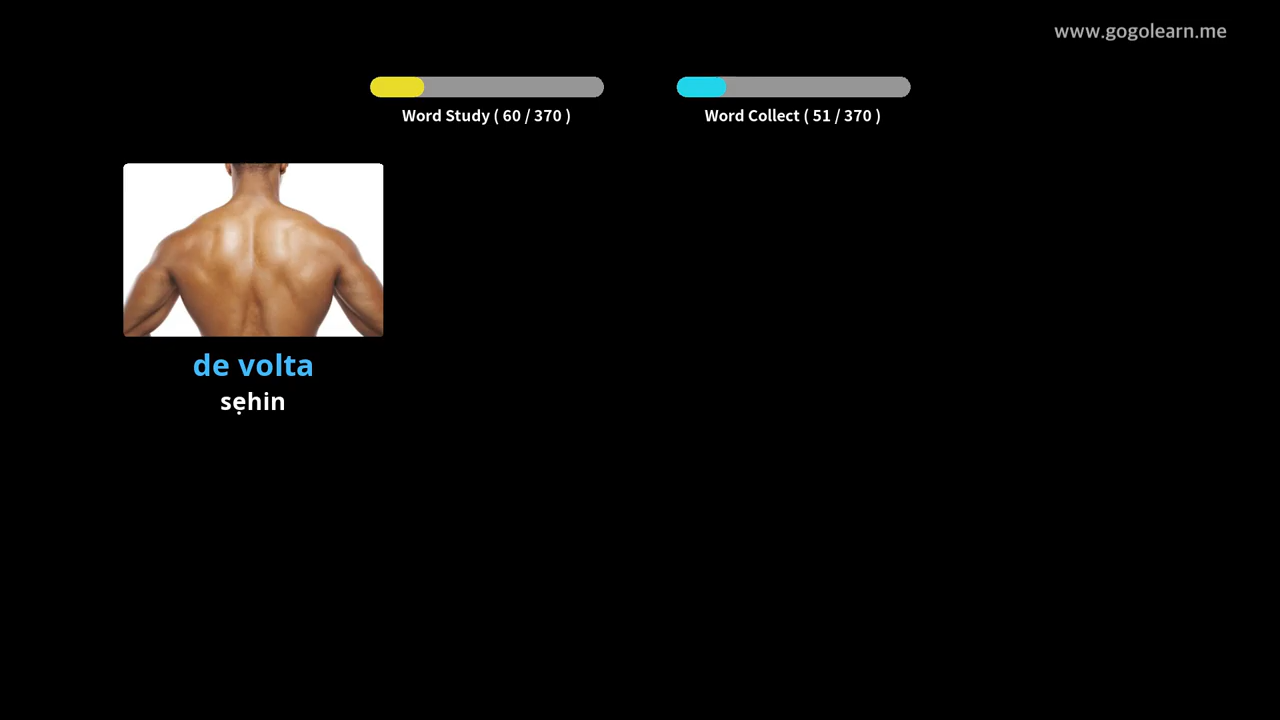 www.gogolearn.me
Word Study ( 60 / 370 )
Word Collect ( 51 / 370 )
de volta
sẹhin